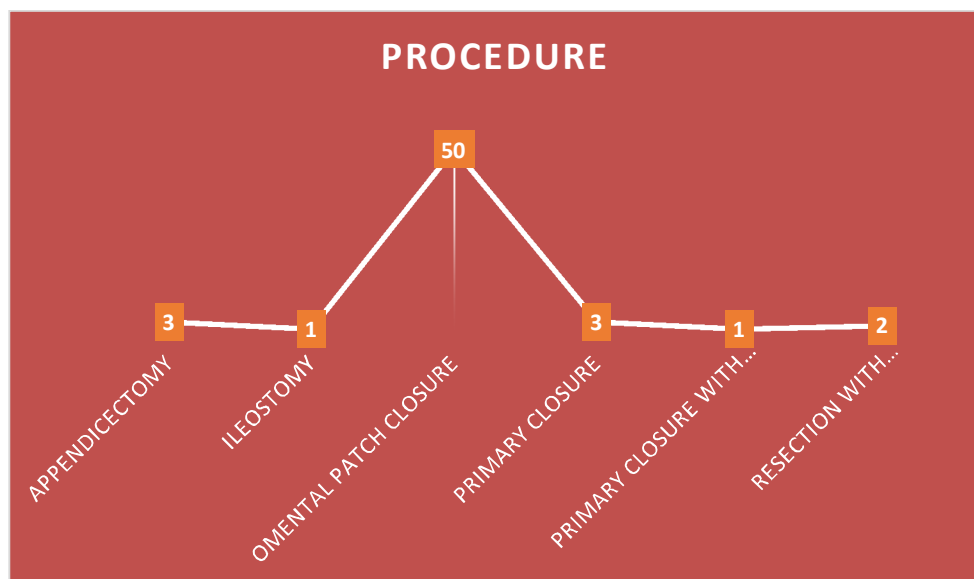 PROCEDURE
50
3
1
3
1
2
APPENDICECTOMY
ILEOSTOMY
OMENTAL PATCH CLOSURE
PRIMARY CLOSURE
PRIMARY CLOSURE WITH...
RESECTION WITH...